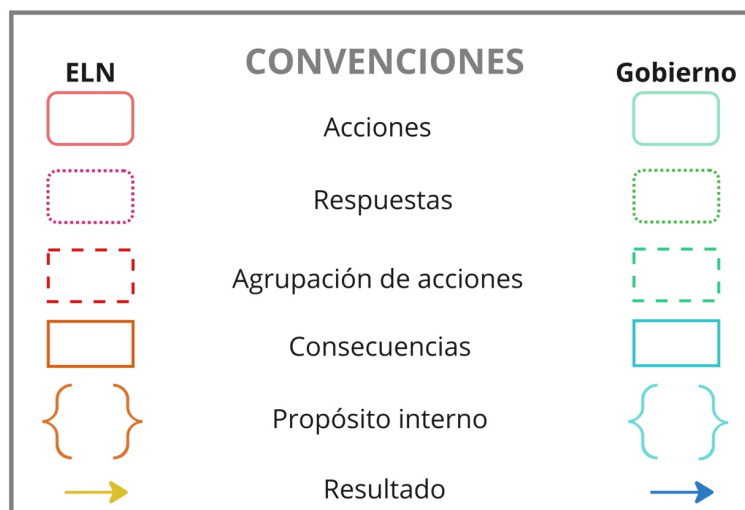 CONVENCIONES
ELN
Gobierno
Acciones
Respuestas
Agrupación de acciones
Consecuencias
Propósito interno
Resultado